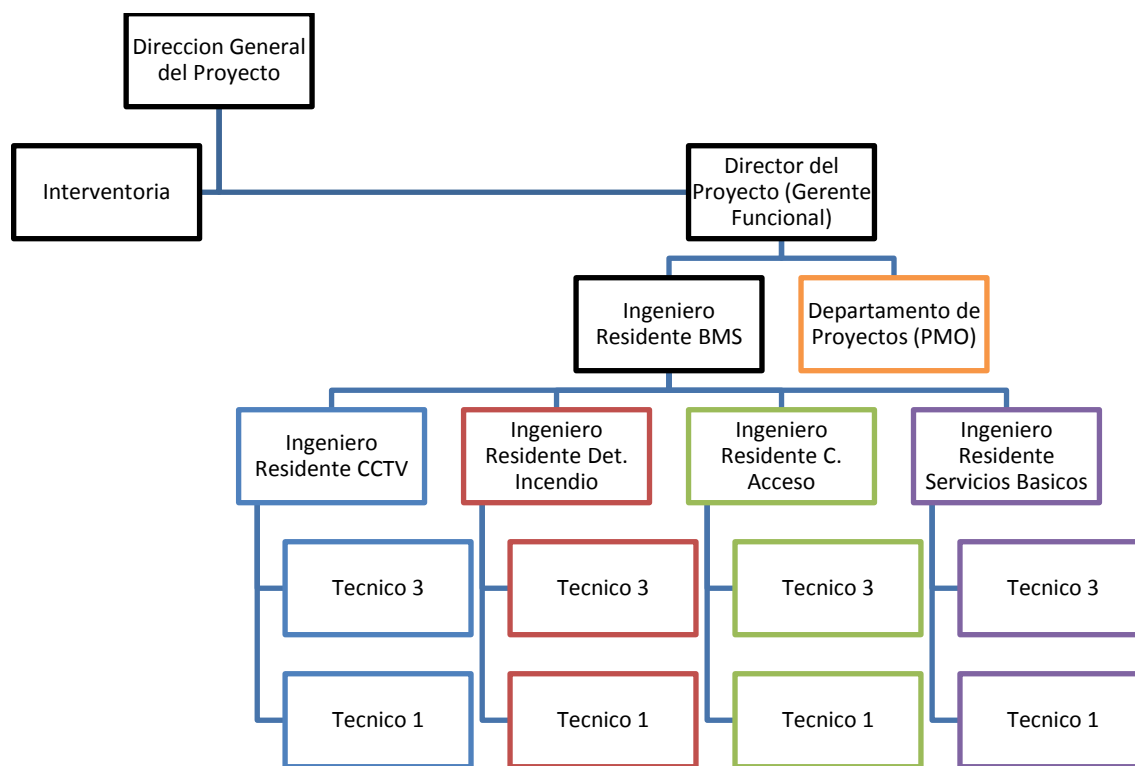 Direccion General
del Proyecto
Interventoria
Director del
Proyecto (Gerente
Funcional)
Ingeniero
Residente BMS
Departamento de
Proyectos (PMO)
Ingeniero
Residente CCTV
Ingeniero
Residente Det.
Incendio
Ingeniero
Residente C.
Acceso
Ingeniero
Residente
Servicios Basicos
Tecnico 3
Tecnico 3
Tecnico 3
Tecnico 3
Tecnico 1
Tecnico 1
Tecnico 1
Tecnico 1